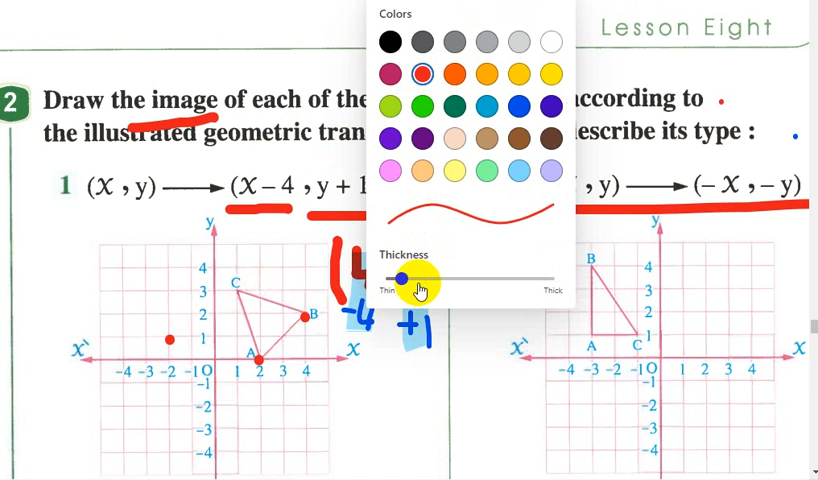 Lesson Eight
Colors
2 Draw the image of each of the
according to
the illustrated geometric tran
escribe its type :
1 (X , y) ⟶ (X – 4 , y + 1
, y) ⟶ (– X , – y)
Thickness
Thin
Thick
(4
-4 +1
y
4
3
2
1
C
B
A
x` -4 -3 -2 -1 O 1 2 3 4 x
-1
-2
-3
-4
y
B
4
3
2
1
A
C
x` -4 -3 -2 -1 O 1 2 3 4 X
-1
-2
-3
-4